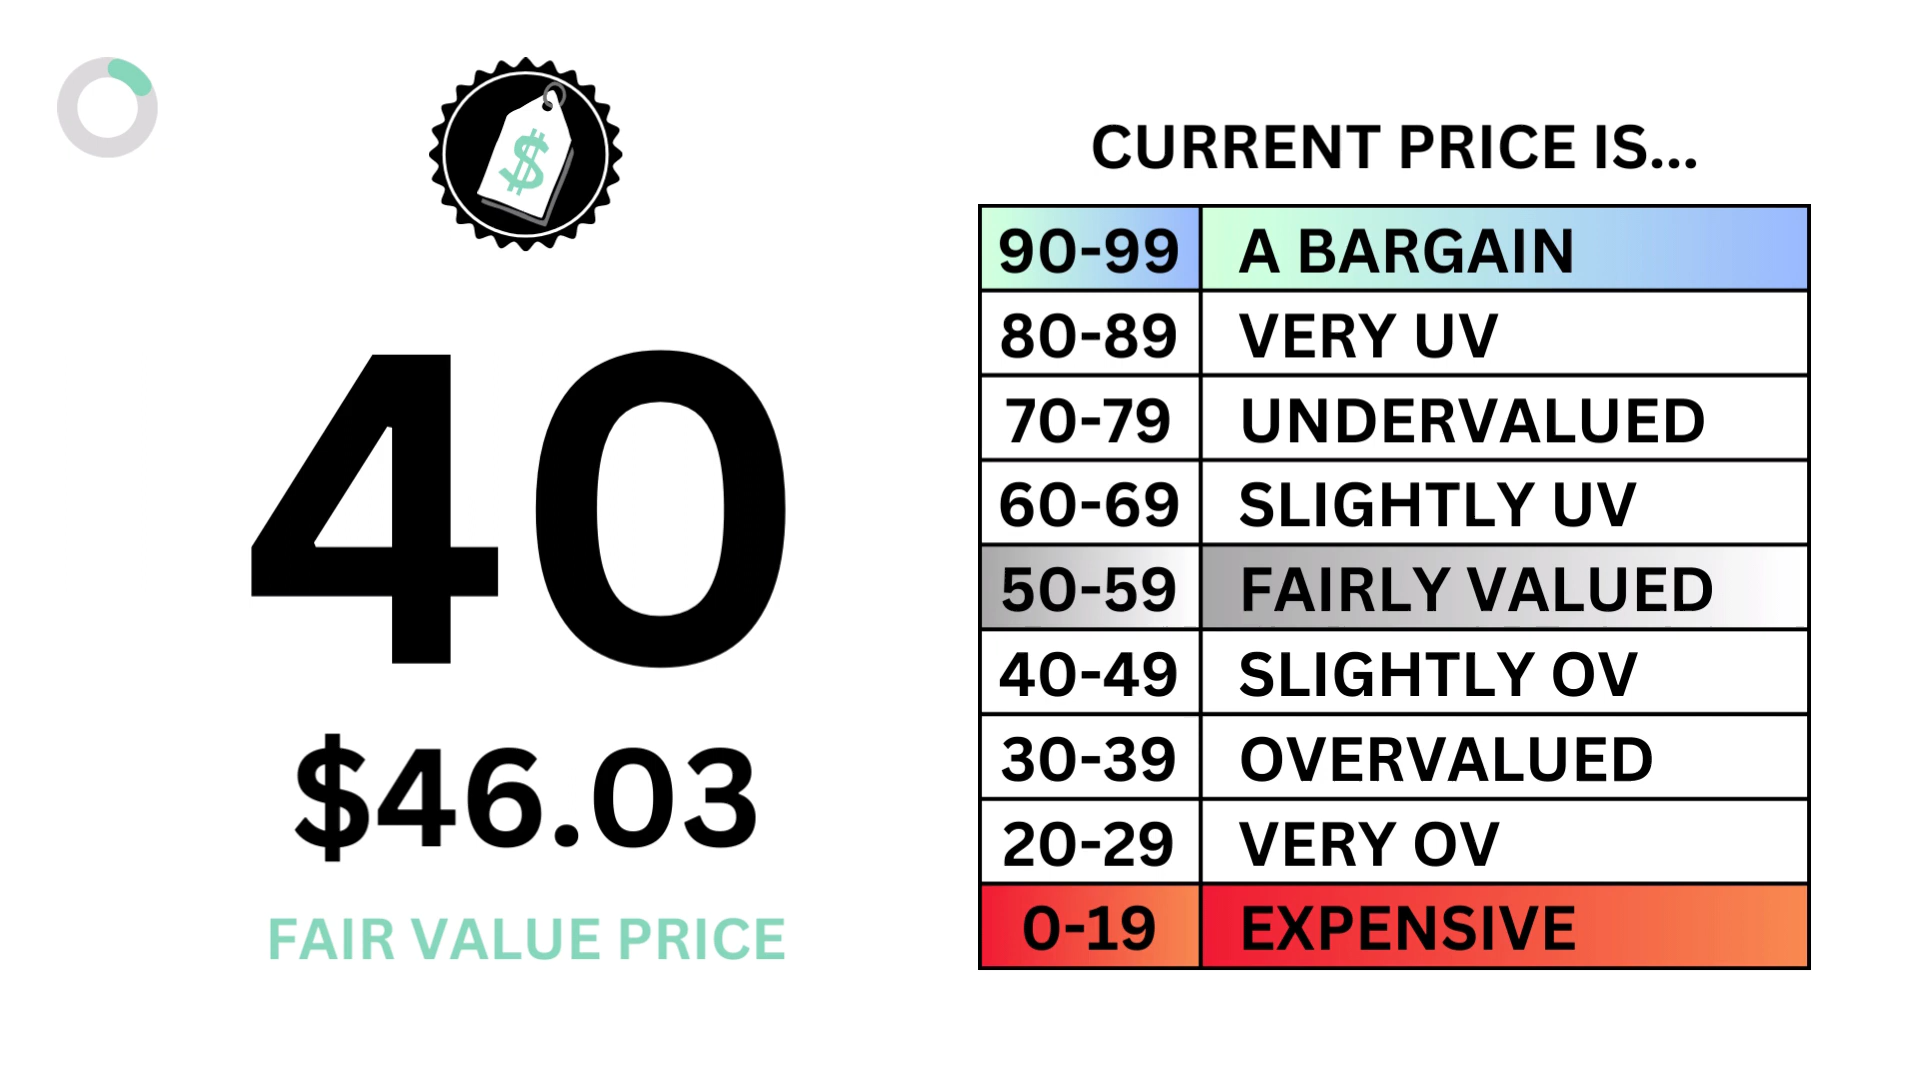 $
40
$46.03
FAIR VALUE PRICE
CURRENT PRICE IS...
90-99 A BARGAIN
80-89 VERY UV
70-79 UNDERVALUED
60-69 SLIGHTLY UV
50-59 FAIRLY VALUED
40-49 SLIGHTLY OV
30-39 OVERVALUED
20-29 VERY OV
0-19 EXPENSIVE